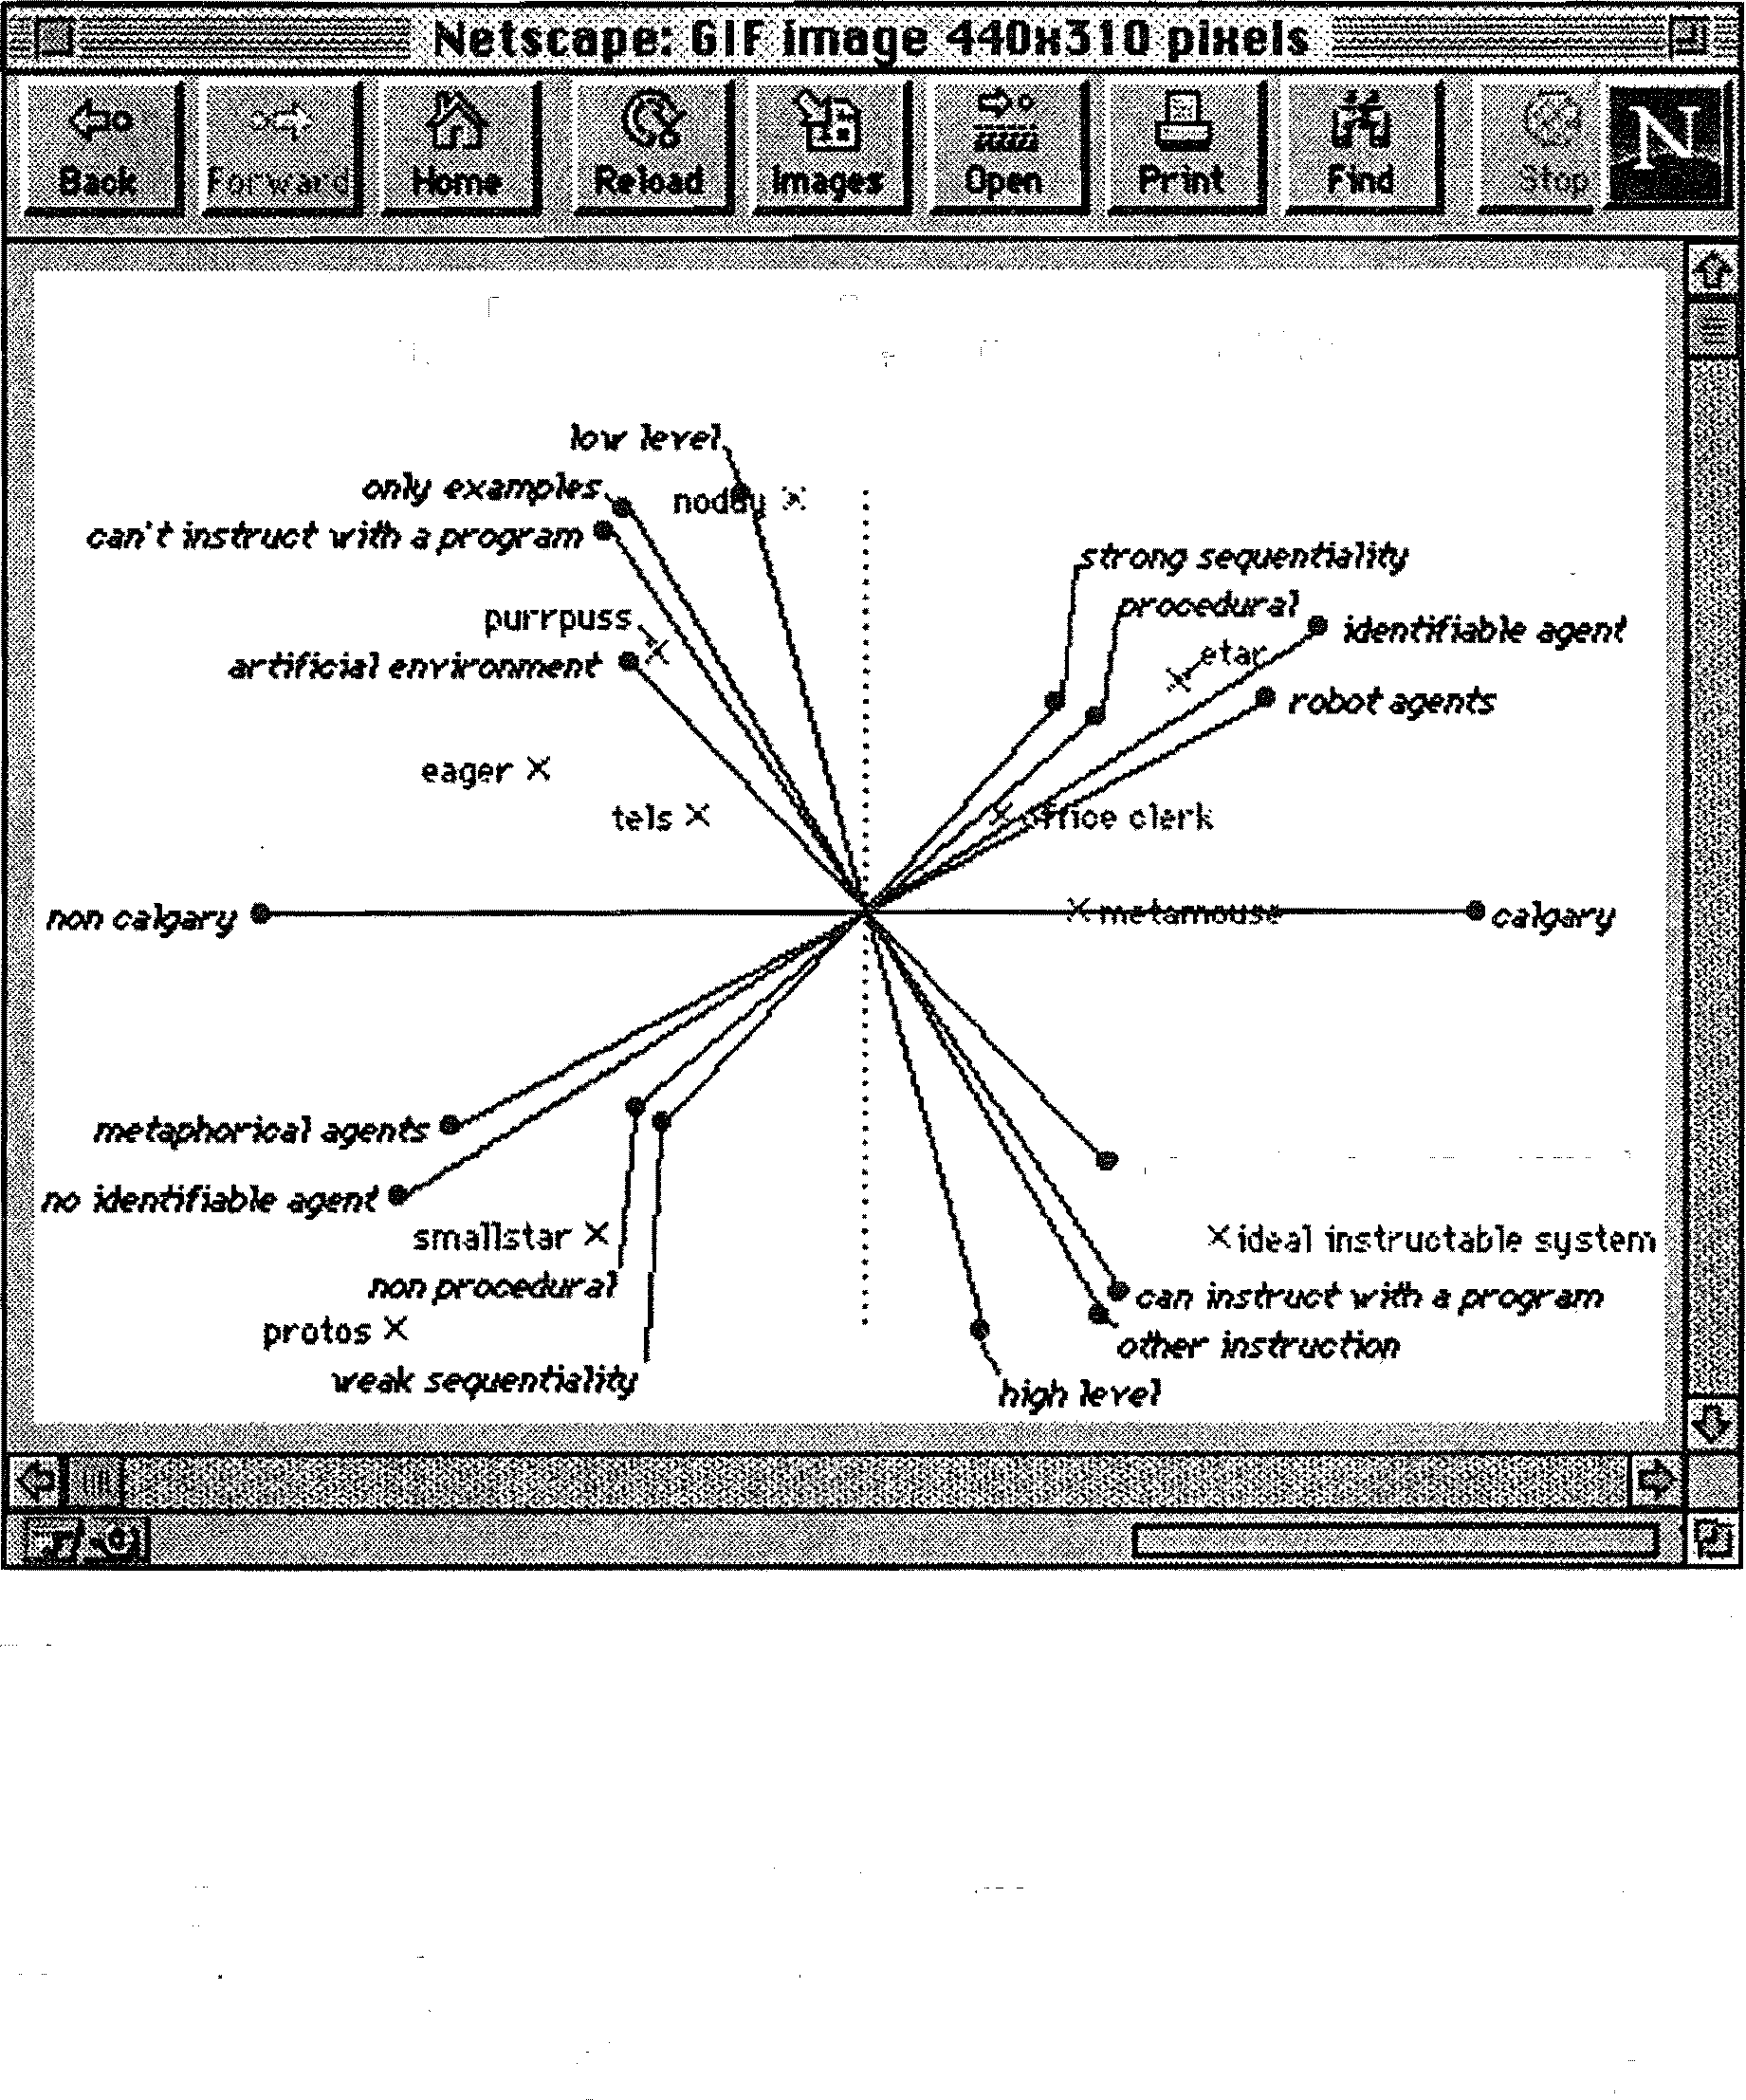 Netscape: GIF image 440x310 pixels
Back Forward Home Reload Images Open Print Find Stop N
low level
only examples
noddy
can't instruct with a program
strong sequentiality
procedural
purrpuss
identifiable agent
etar
artificial environment
robot agents
eager
tels
office clerk
non calgary
metamouse
calgary
metaphorical agents
no identifiable agent
smallstar
ideal instructable system
non procedural
can instruct with a program
protos
other instruction
weak sequentiality
high level